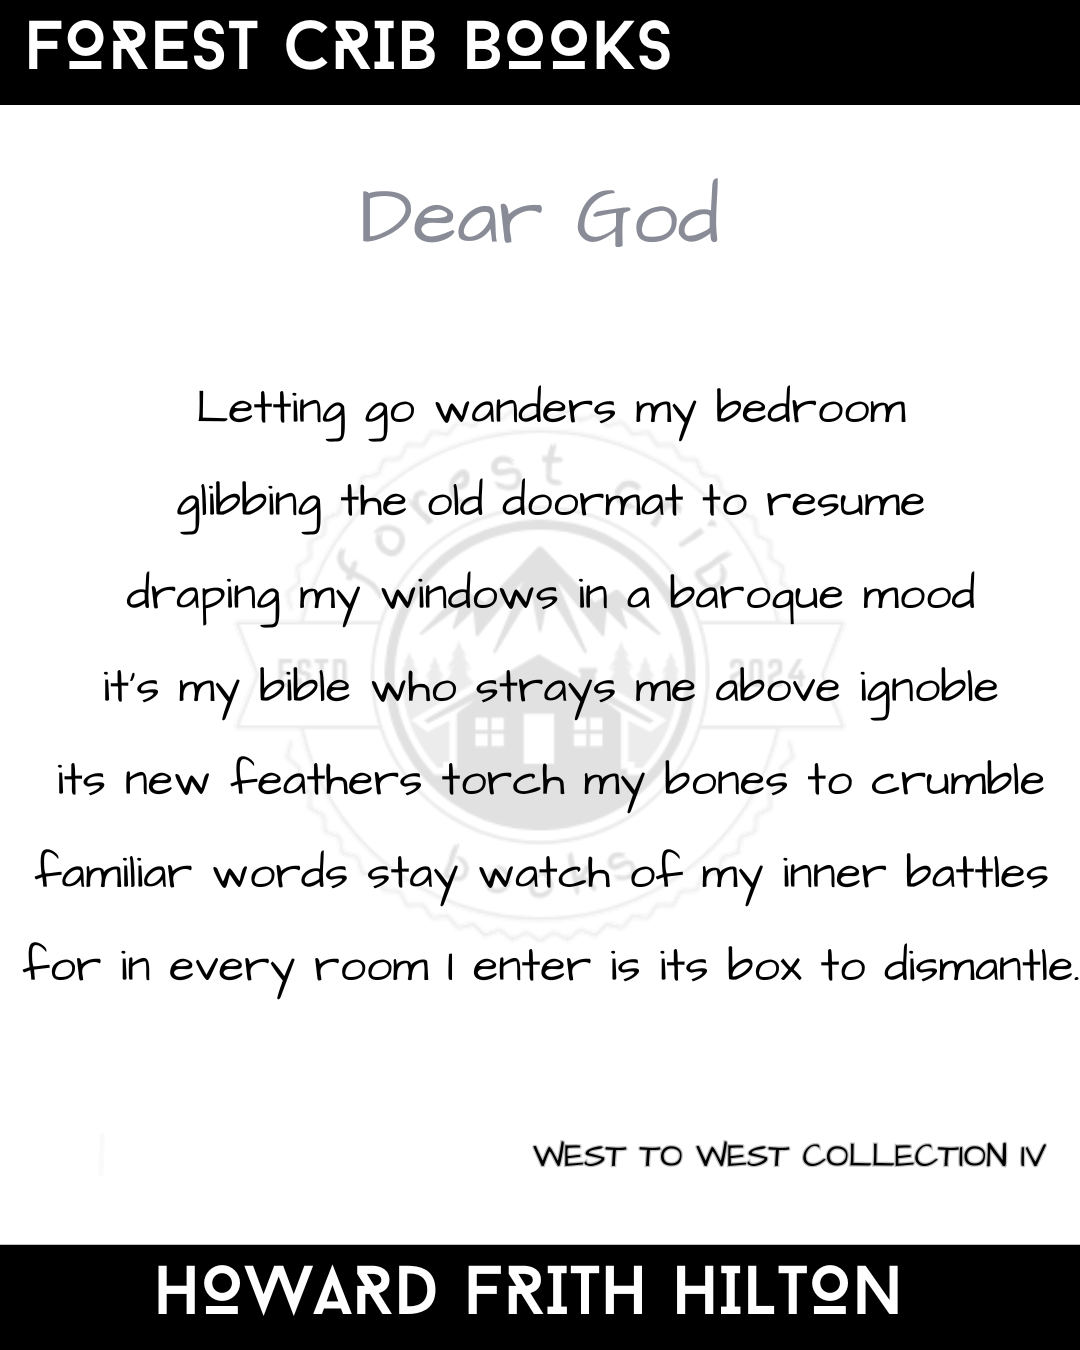 FOREST CRIB BOOKS
Dear God
Letting go wanders my bedroom
glibbing the old doormat to resume
draping my windows in a baroque mood
it's my bible who strays me above ignoble
its new feathers torch my bones to crumble
familiar words stay watch of my inner battles
for in every room I enter is its box to dismantle.
forest crib
ESTD 2024
books
WEST TO WEST COLLECTION IV
HOWARD FRITH HILTON